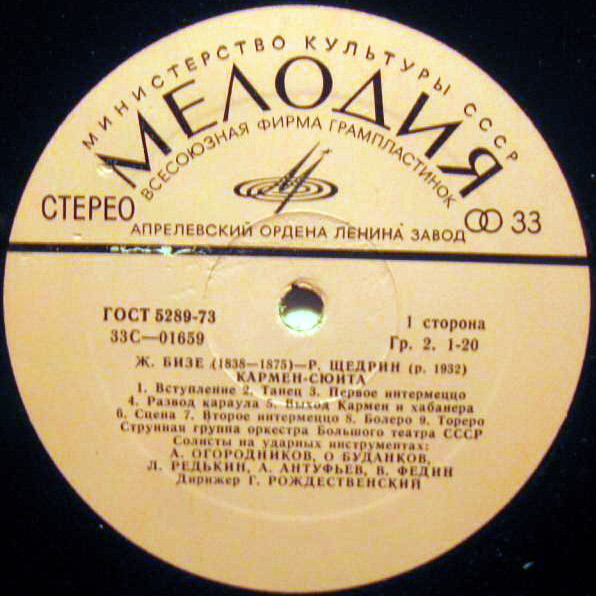 МИНИСТЕРСТВО КУЛЬТУРЫ СССР
МЕЛОДИЯ
ВСЕСОЮЗНАЯ ФИРМА ГРАМПЛАСТИНОК
СТЕРЕО
33
АПРЕЛЕВСКИЙ ОРДЕНА ЛЕНИНА ЗАВОД
ГОСТ 5289-73
1 сторона
33С—01659
Гр. 2. 1-20
Ж. БИЗЕ (1838—1875)—Р. ЩЕДРИН (р. 1932)
КАРМЕН-СЮИТА
1. Вступление 2. Танец 3. Первое интермеццо
4. Развод караула 5. Выход Кармен и хабанера
6. Сцена 7. Второе интермеццо 8. Болеро 9. Тореро
Струнная группа оркестра Большого театра СССР
Солисты на ударных инструментах:
А. ОГОРОДНИКОВ, О БУДАНКОВ,
Л. РЕДЬКИН, А. АНТУФЬЕВ, В. ФЕДИН
Дирижер Г. РОЖДЕСТВЕНСКИЙ